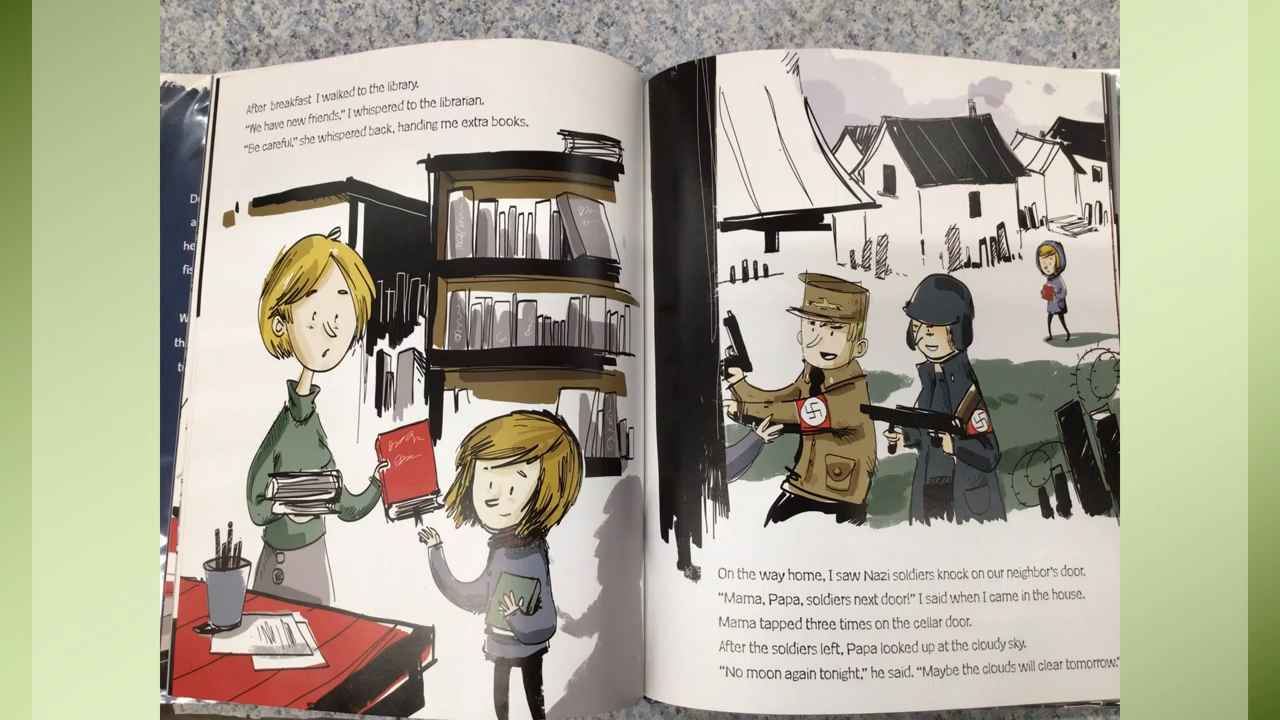 After breakfast I walked to the library.
"We have new friends," I whispered to the librarian.
"Be careful," she whispered back, handing me extra books.
On the way home, I saw Nazi soldiers knock on our neighbor's door.
"Mama, Papa, soldiers next door!" I said when I came in the house.
Mama tapped three times on the cellar door.
After the soldiers left, Papa looked up at the cloudy sky.
"No moon again tonight," he said. "Maybe the clouds will clear tomorrow."